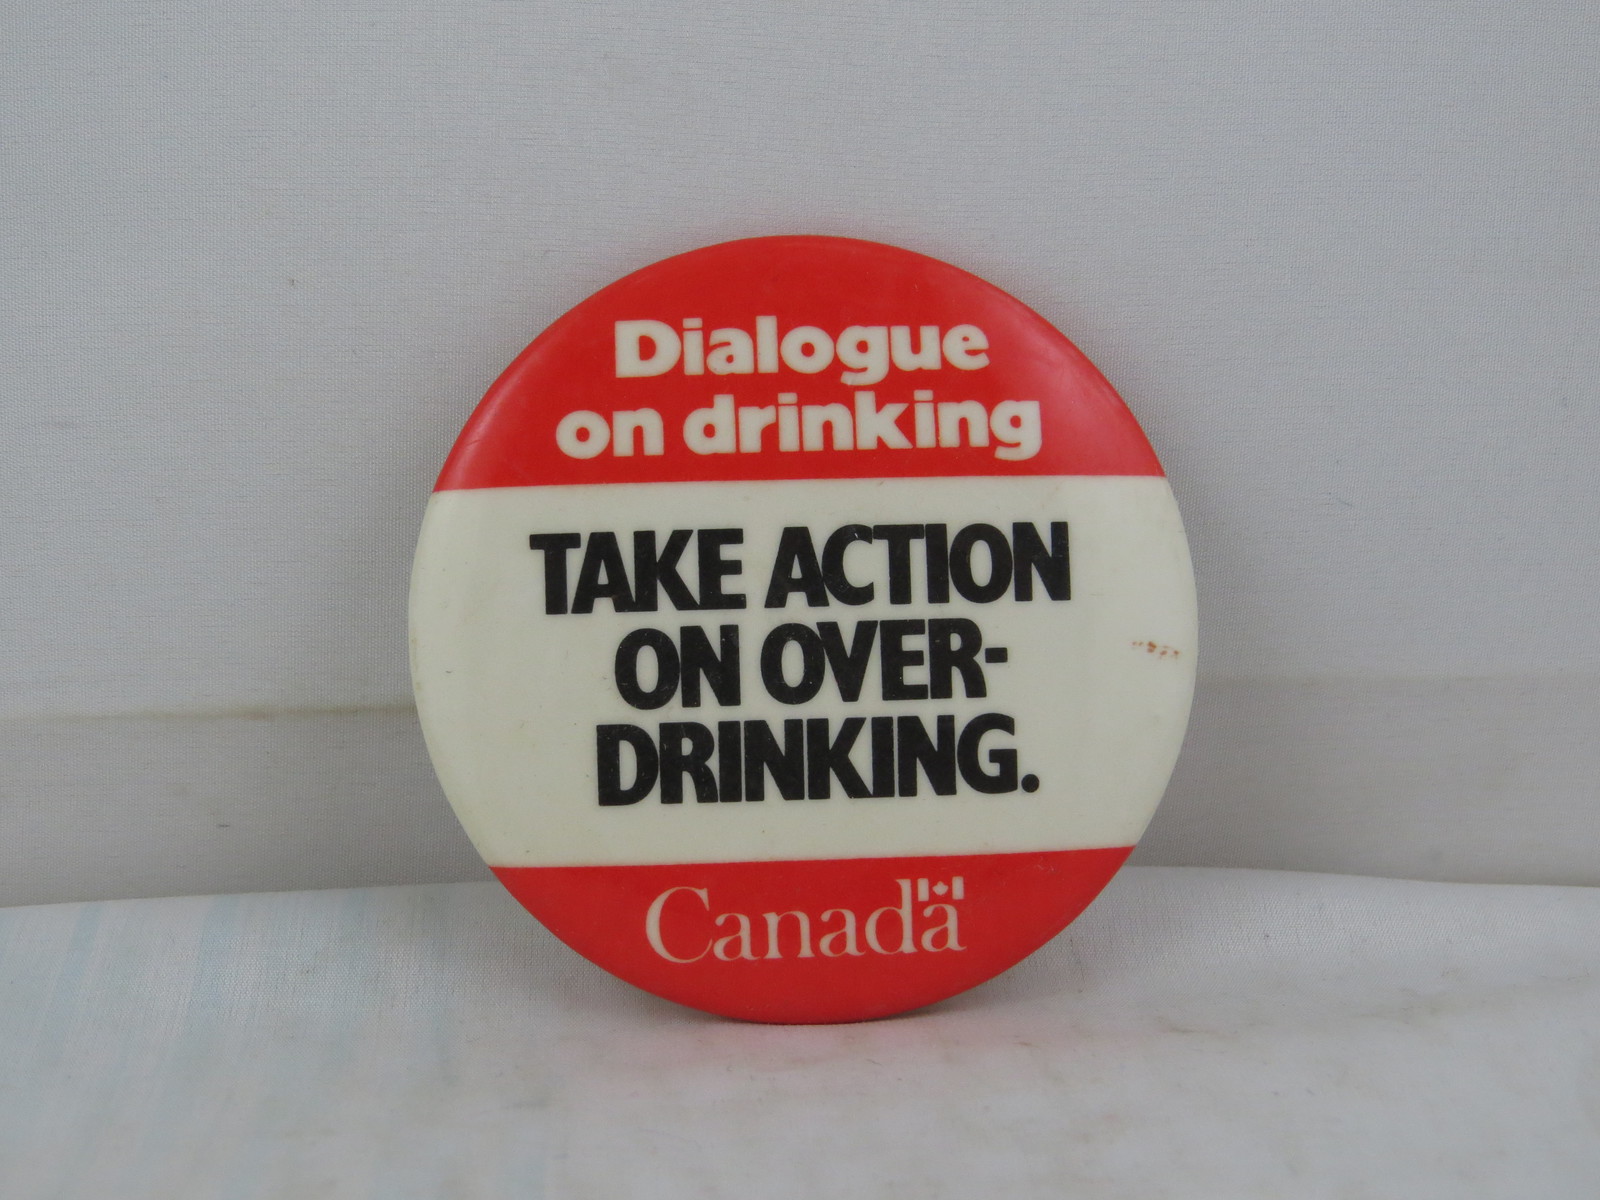 Dialogue
on drinking
TAKE ACTION
ON OVER-
DRINKING.
Canada